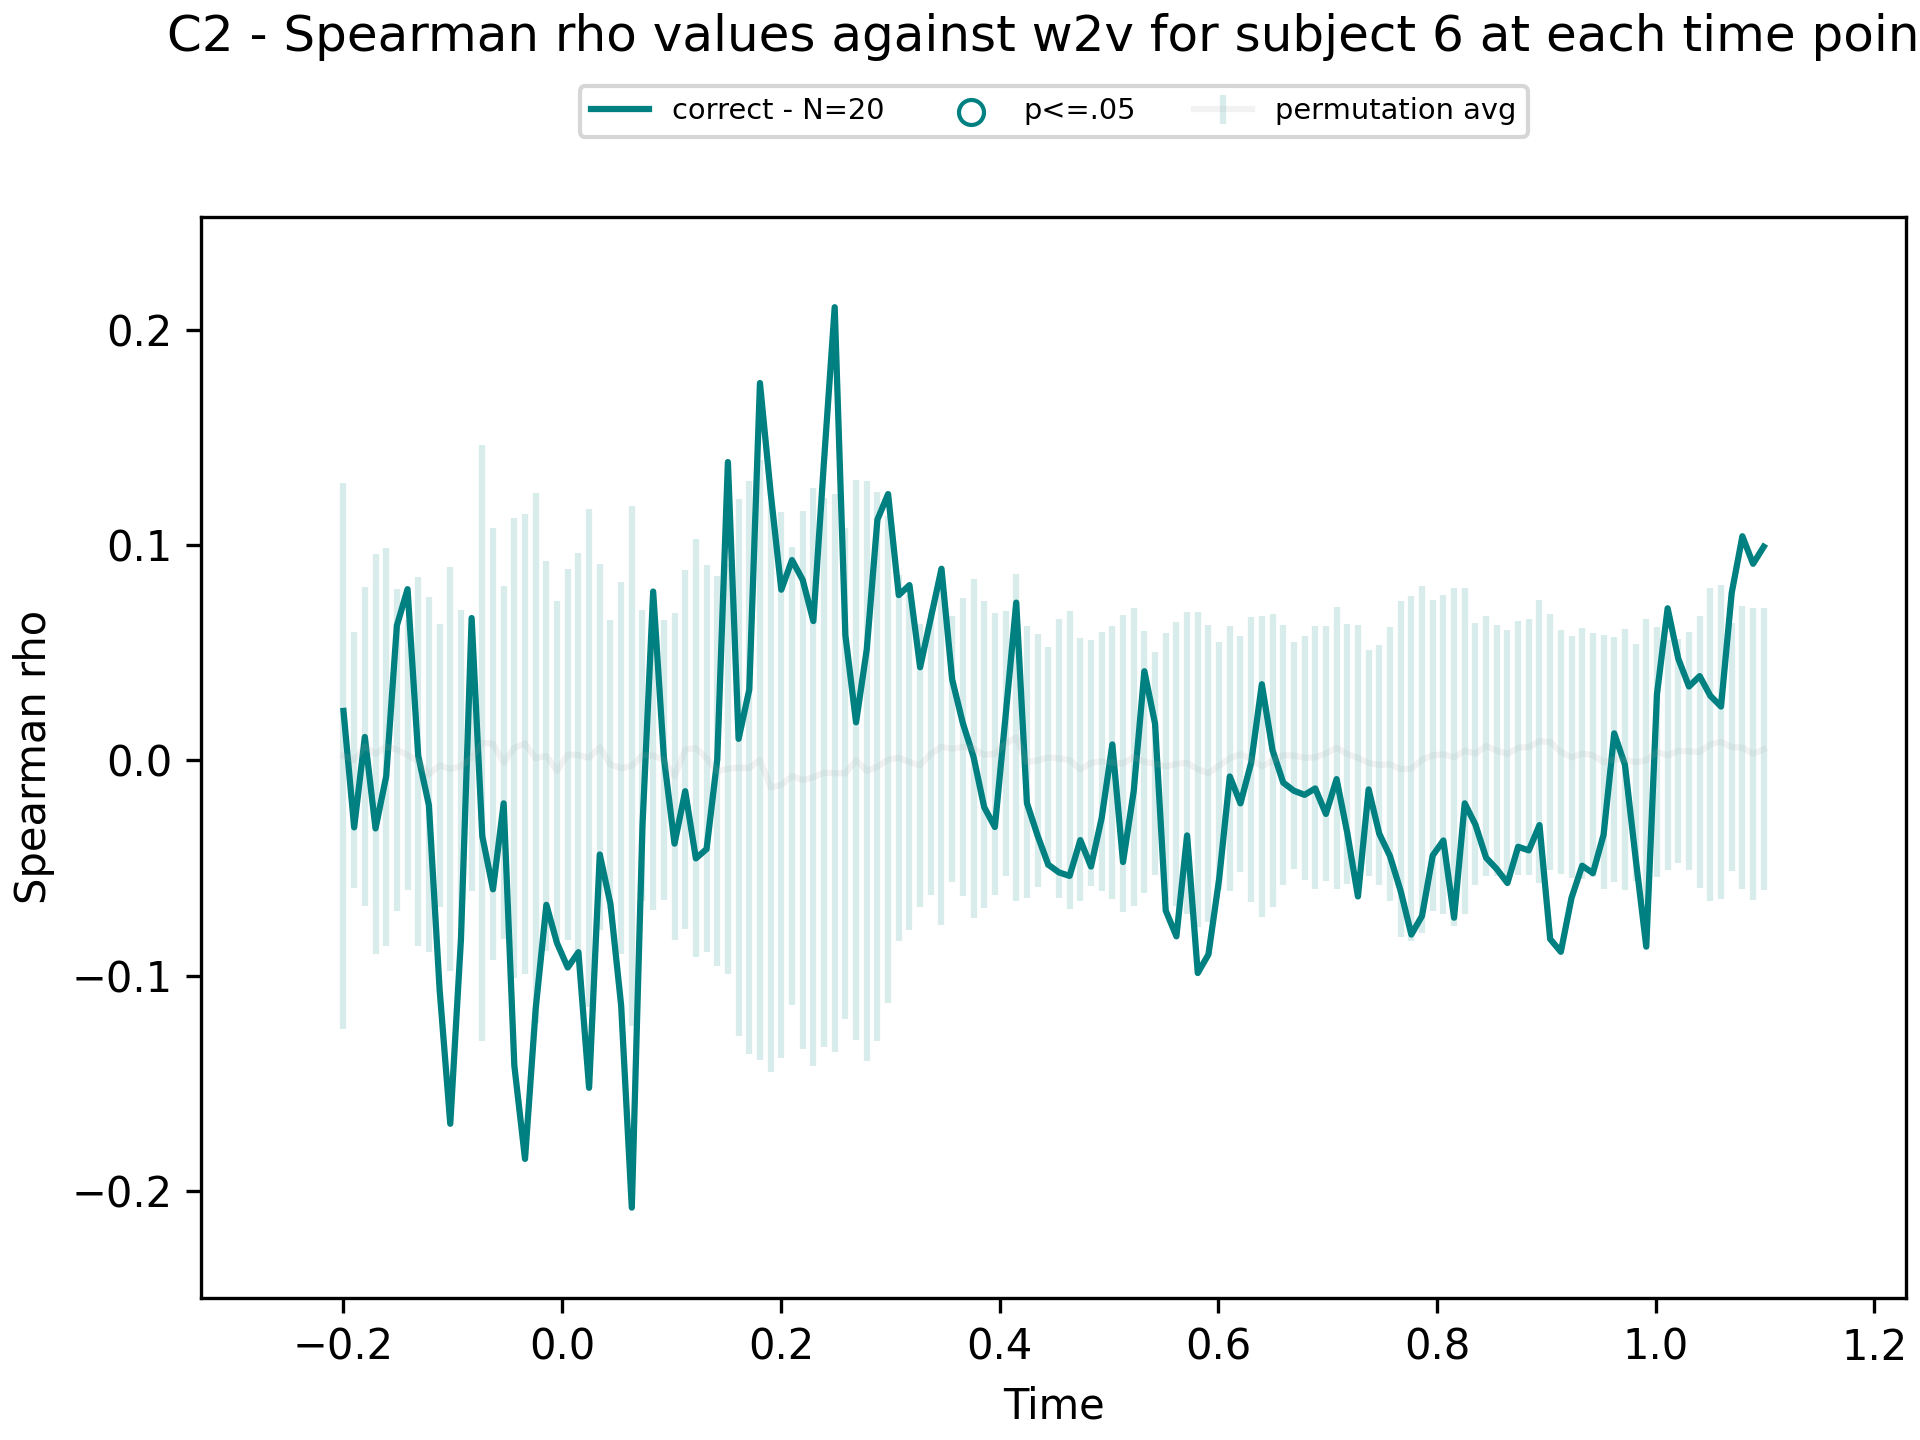 C2 - Spearman rho values against w2v for subject 6 at each time poin
correct - N=20 p<=.05 permutation avg
Spearman rho
0.2
0.1
0.0
−0.1
−0.2
−0.2 0.0 0.2 0.4 0.6 0.8 1.0 1.2
Time